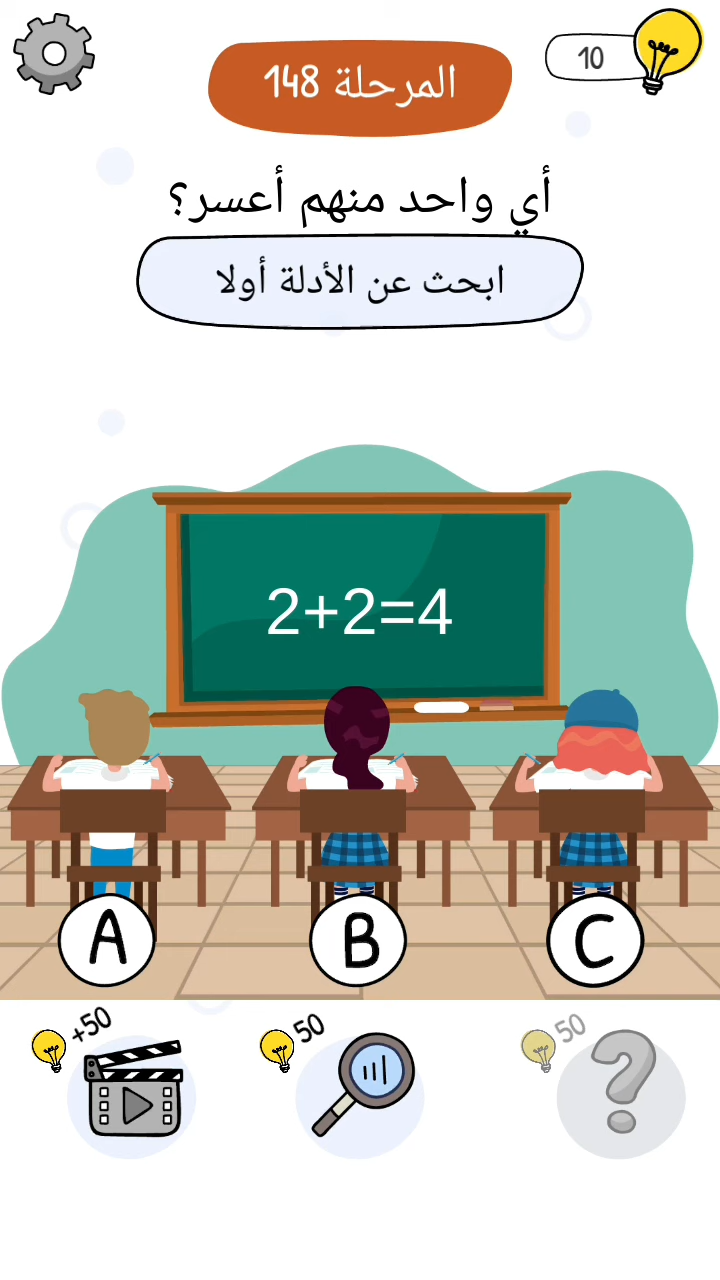 المرحلة 148
10
أي واحد منهم أعسر؟
ابحث عن الأدلة أولا
2+2=4
A
B
C
+50
50
50
?